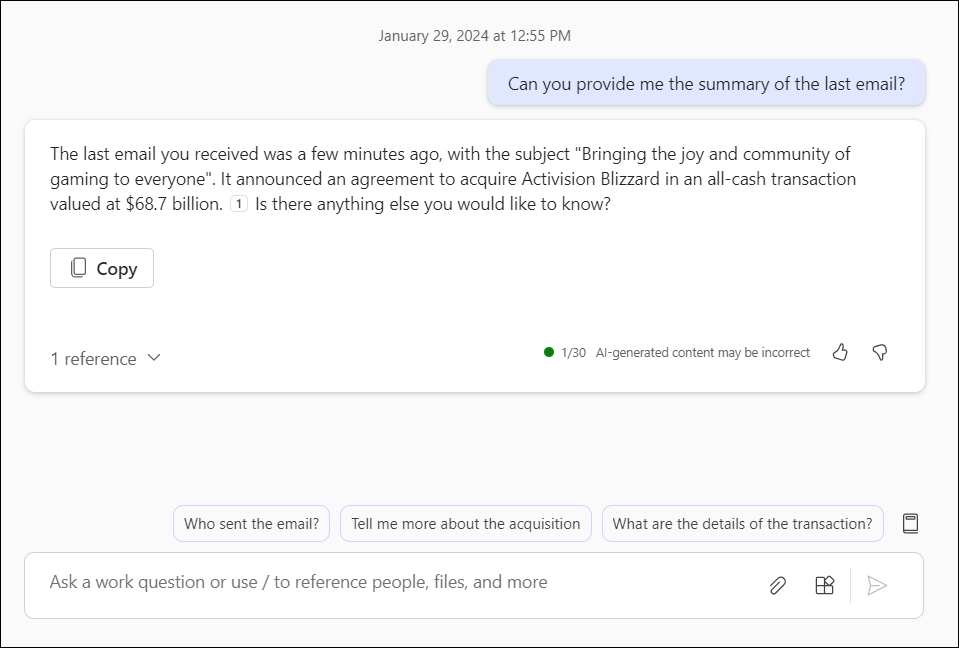 January 29, 2024 at 12:55 PM
Can you provide me the summary of the last email?
The last email you received was a few minutes ago, with the subject "Bringing the joy and community of
gaming to everyone". It announced an agreement to acquire Activision Blizzard in an all-cash transaction
valued at $68.7 billion. 1 Is there anything else you would like to know?
Copy
1 reference
1/30 AI-generated content may be incorrect
Who sent the email?
Tell me more about the acquisition
What are the details of the transaction?
Ask a work question or use / to reference people, files, and more